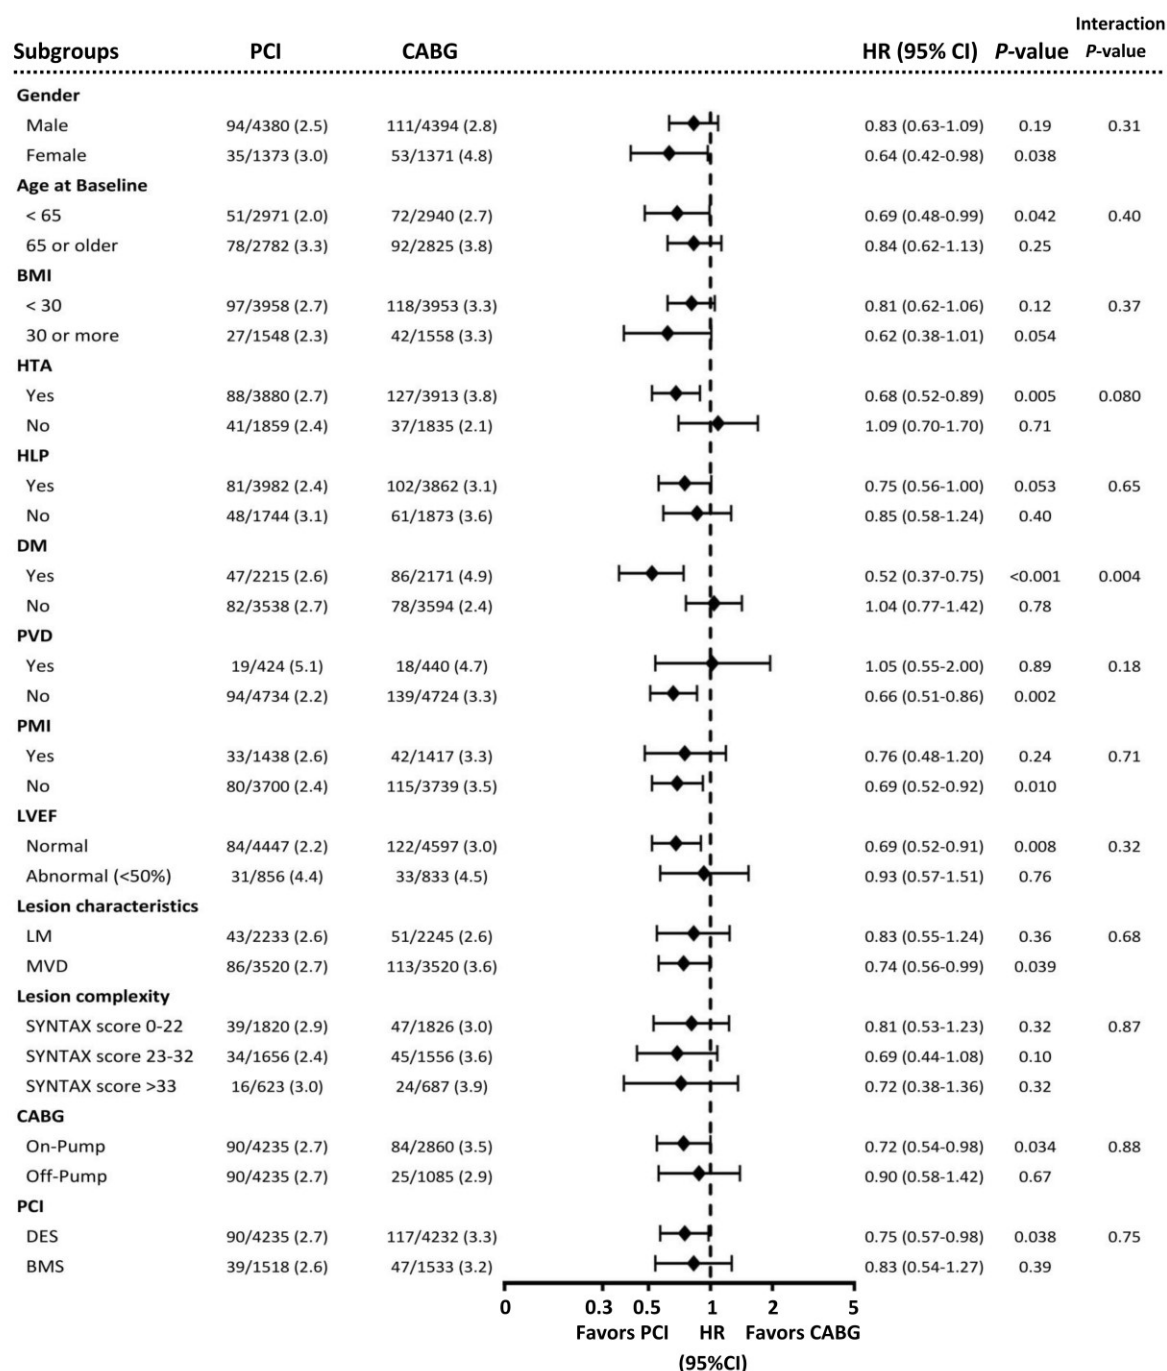 Interaction
Subgroups PCI CABG HR (95% CI) P-value P-value
Gender
Male 94/4380 (2.5) 111/4394 (2.8) 0.83 (0.63-1.09) 0.19 0.31
Female 35/1373 (3.0) 53/1371 (4.8) 0.64 (0.42-0.98) 0.038
Age at Baseline
< 65 51/2971 (2.0) 72/2940 (2.7) 0.69 (0.48-0.99) 0.042 0.40
65 or older 78/2782 (3.3) 92/2825 (3.8) 0.84 (0.62-1.13) 0.25
BMI
< 30 97/3958 (2.7) 118/3953 (3.3) 0.81 (0.62-1.06) 0.12 0.37
30 or more 27/1548 (2.3) 42/1558 (3.3) 0.62 (0.38-1.01) 0.054
HTA
Yes 88/3880 (2.7) 127/3913 (3.8) 0.68 (0.52-0.89) 0.005 0.080
No 41/1859 (2.4) 37/1835 (2.1) 1.09 (0.70-1.70) 0.71
HLP
Yes 81/3982 (2.4) 102/3862 (3.1) 0.75 (0.56-1.00) 0.053 0.65
No 48/1744 (3.1) 61/1873 (3.6) 0.85 (0.58-1.24) 0.40
DM
Yes 47/2215 (2.6) 86/2171 (4.9) 0.52 (0.37-0.75) <0.001 0.004
No 82/3538 (2.7) 78/3594 (2.4) 1.04 (0.77-1.42) 0.78
PVD
Yes 19/424 (5.1) 18/440 (4.7) 1.05 (0.55-2.00) 0.89 0.18
No 94/4734 (2.2) 139/4724 (3.3) 0.66 (0.51-0.86) 0.002
PMI
Yes 33/1438 (2.6) 42/1417 (3.3) 0.76 (0.48-1.20) 0.24 0.71
No 80/3700 (2.4) 115/3739 (3.5) 0.69 (0.52-0.92) 0.010
LVEF
Normal 84/4447 (2.2) 122/4597 (3.0) 0.69 (0.52-0.91) 0.008 0.32
Abnormal (<50%) 31/856 (4.4) 33/833 (4.5) 0.93 (0.57-1.51) 0.76
Lesion characteristics
LM 43/2233 (2.6) 51/2245 (2.6) 0.83 (0.55-1.24) 0.36 0.68
MVD 86/3520 (2.7) 113/3520 (3.6) 0.74 (0.56-0.99) 0.039
Lesion complexity
SYNTAX score 0-22 39/1820 (2.9) 47/1826 (3.0) 0.81 (0.53-1.23) 0.32 0.87
SYNTAX score 23-32 34/1656 (2.4) 45/1556 (3.6) 0.69 (0.44-1.08) 0.10
SYNTAX score >33 16/623 (3.0) 24/687 (3.9) 0.72 (0.38-1.36) 0.32
CABG
On-Pump 90/4235 (2.7) 84/2860 (3.5) 0.72 (0.54-0.98) 0.034 0.88
Off-Pump 90/4235 (2.7) 25/1085 (2.9) 0.90 (0.58-1.42) 0.67
PCI
DES 90/4235 (2.7) 117/4232 (3.3) 0.75 (0.57-0.98) 0.038 0.75
BMS 39/1518 (2.6) 47/1533 (3.2) 0.83 (0.54-1.27) 0.39
0 0.3 0.5 1 2 5
Favors PCI HR Favors CABG
(95%CI)